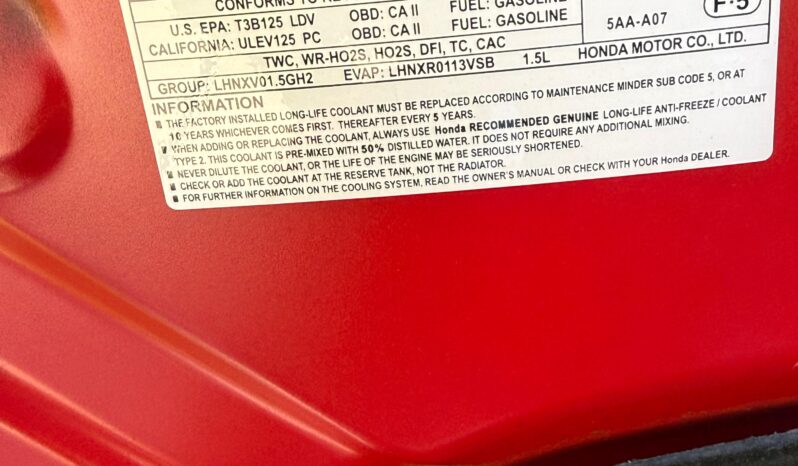 CONFORMS TO
U.S. EPA: T3B125 LDV OBD: CA II FUEL: GASOLINE
CALIFORNIA: ULEV125 PC OBD: CA II FUEL: GASOLINE 5AA-A07 F-5
TWC, WR-HO2S, HO2S, DFI, TC, CAC
GROUP: LHNXV01.5GH2 EVAP: LHNXR0113VSB 1.5L HONDA MOTOR CO., LTD.
INFORMATION
■ THE FACTORY INSTALLED LONG-LIFE COOLANT MUST BE REPLACED ACCORDING TO MAINTENANCE MINDER SUB CODE 5, OR AT
10 YEARS WHICHEVER COMES FIRST. THEREAFTER EVERY 5 YEARS.
■ WHEN ADDING OR REPLACING THE COOLANT, ALWAYS USE Honda RECOMMENDED GENUINE LONG-LIFE ANTI-FREEZE / COOLANT
TYPE 2. THIS COOLANT IS PRE-MIXED WITH 50% DISTILLED WATER. IT DOES NOT REQUIRE ANY ADDITIONAL MIXING.
■ NEVER DILUTE THE COOLANT, OR THE LIFE OF THE ENGINE MAY BE SERIOUSLY SHORTENED.
■ CHECK OR ADD THE COOLANT AT THE RESERVE TANK, NOT THE RADIATOR.
■ FOR FURTHER INFORMATION ON THE COOLING SYSTEM, READ THE OWNER'S MANUAL OR CHECK WITH YOUR Honda DEALER.